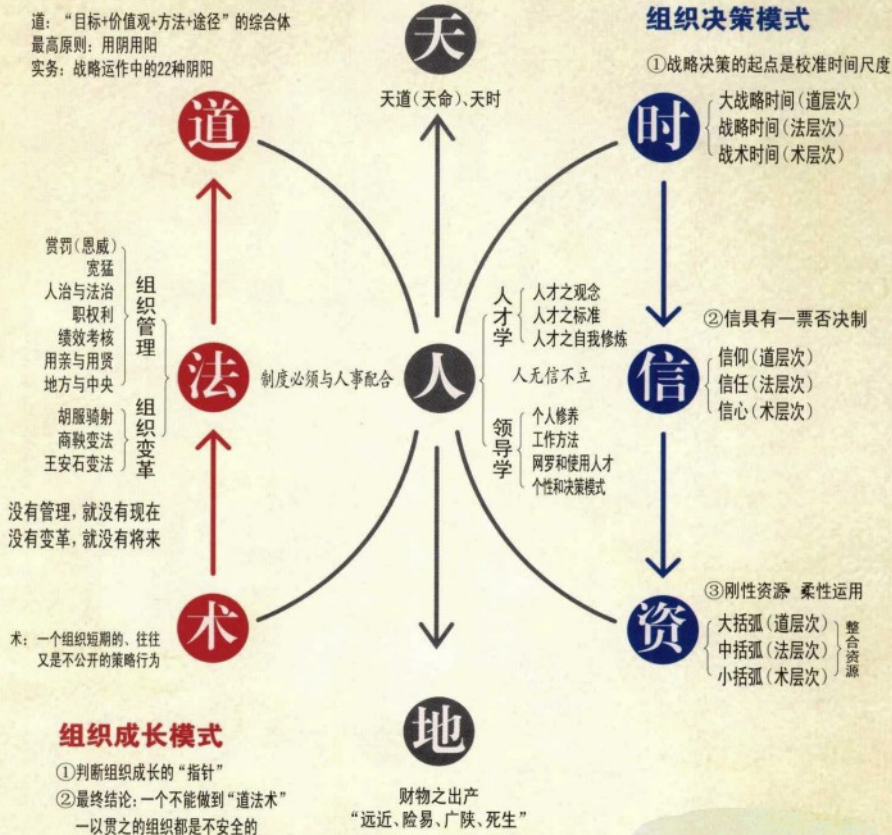 道：“目标+价值观+方法+途径”的综合体
最高原则：用阴用阳
实务：战略运作中的22种阴阳
道
赏罚（恩威）
宽猛
人治与法治
职权利
绩效考核
用亲与用贤
地方与中央
组织管理
胡服骑射
商鞅变法
王安石变法
组织变革
法
没有管理，就没有现在
没有变革，就没有将来
术
术：一个组织短期的、往往
又是不公开的策略行为
组织成长模式
①判断组织成长的“指针”
②最终结论：一个不能做到“道法术”
一以贯之的组织都是不安全的
天
天道（天命）、天时
制度必须与人事配合
人
人才学
人才之观念
人才之标准
人才之自我修炼
人无信不立
领导学
个人修养
工作方法
网罗和使用人才
个性和决策模式
地
财物之出产
“远近、险易、广陕、死生”
组织决策模式
①战略决策的起点是校准时间尺度
时
大战略时间（道层次）
战略时间（法层次）
战术时间（术层次）
②信具有一票否决制
信
信仰（道层次）
信任（法层次）
信心（术层次）
③刚性资源·柔性运用
资
大括弧（道层次）
中括弧（法层次）
小括弧（术层次）
整合资源